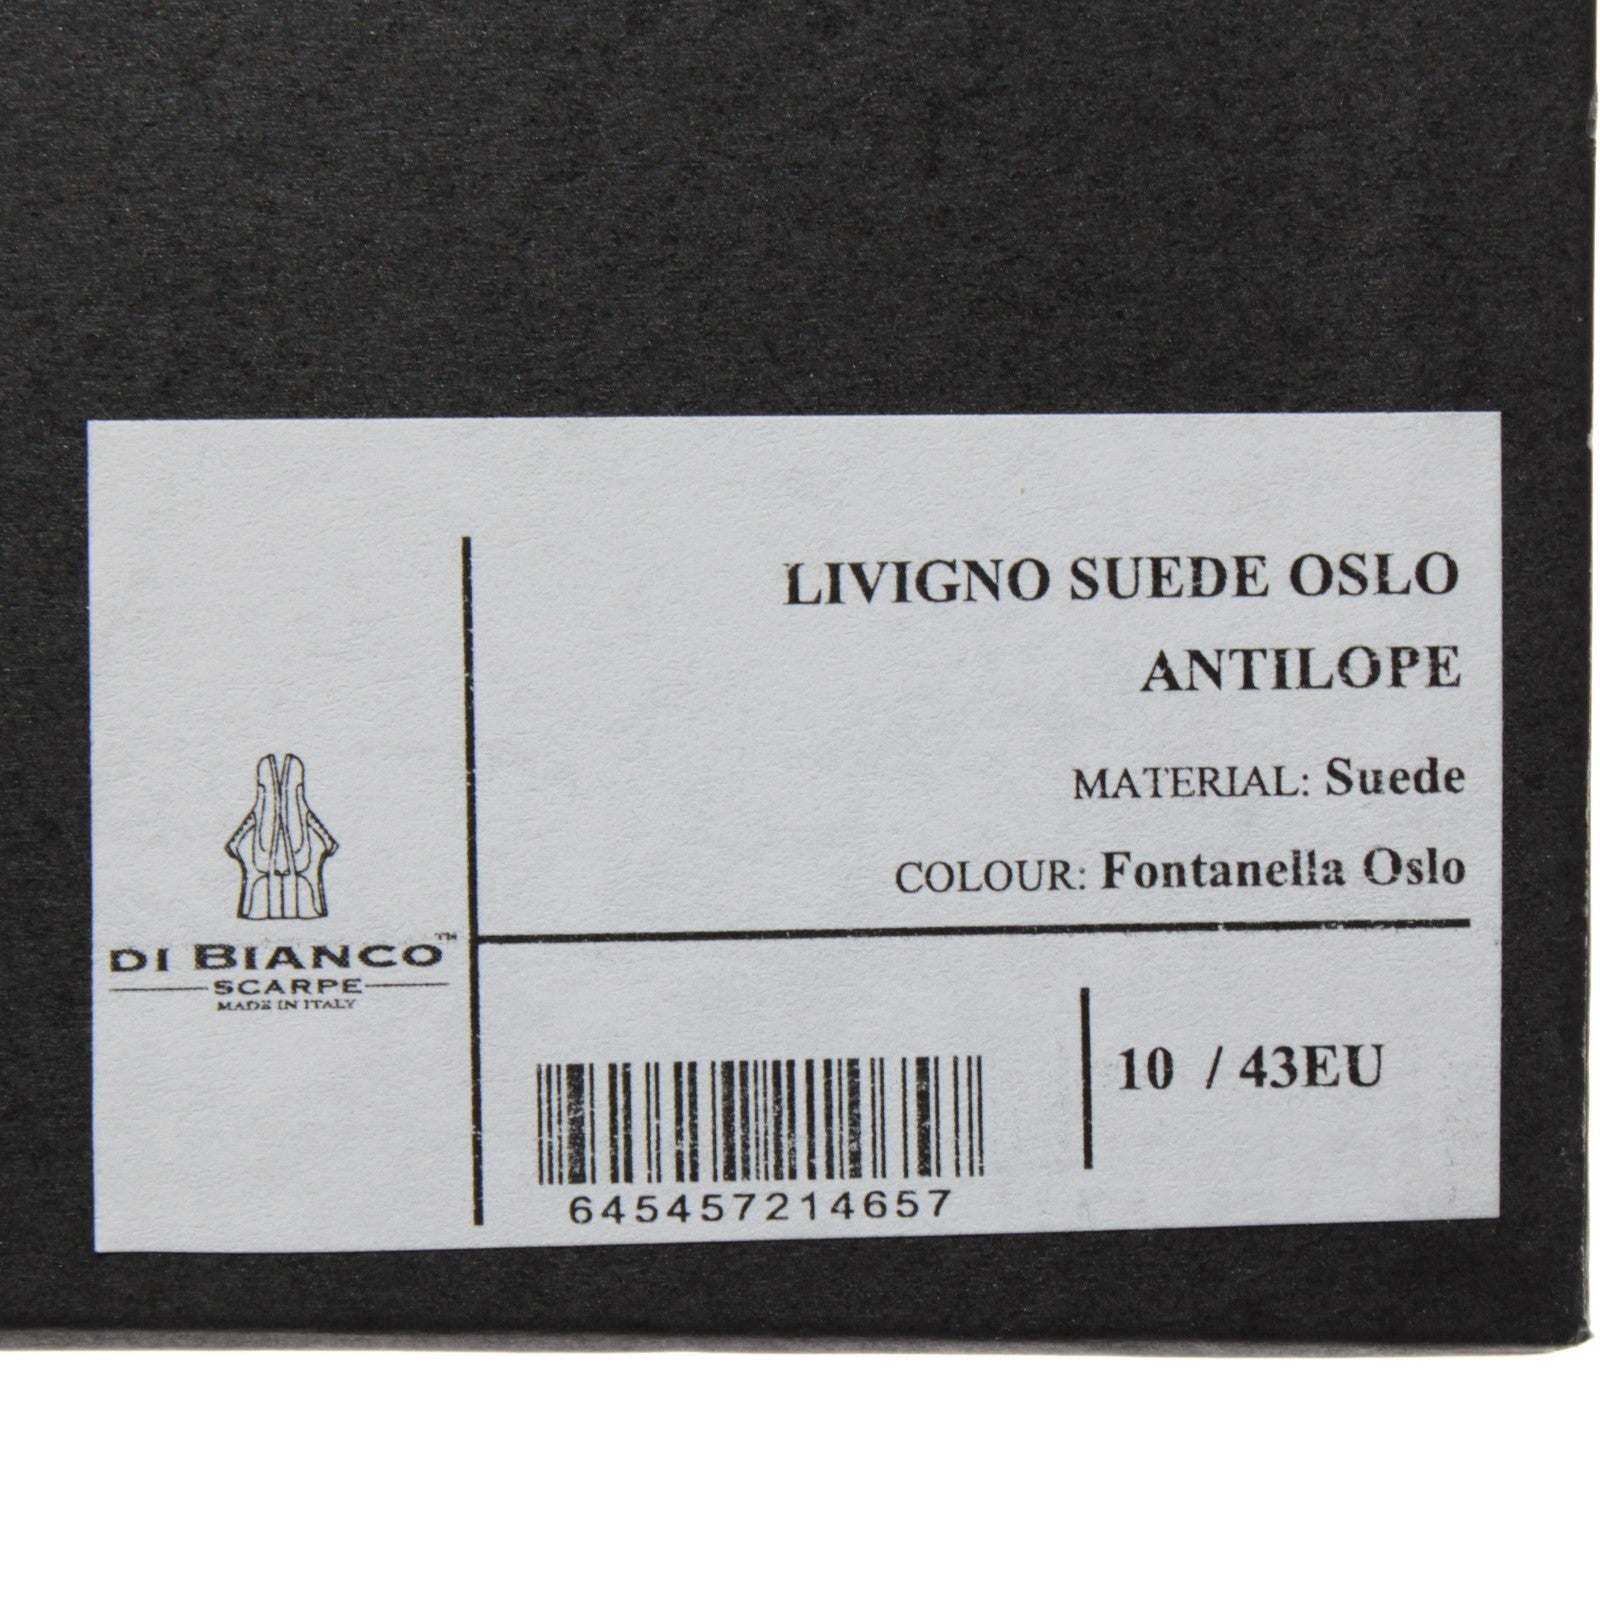 LIVIGNO SUEDE OSLO
ANTILOPE
MATERIAL: Suede
COLOUR: Fontanella Oslo
DI BIANCO™
SCARPE
MADE IN ITALY
10 / 43EU
645457214657